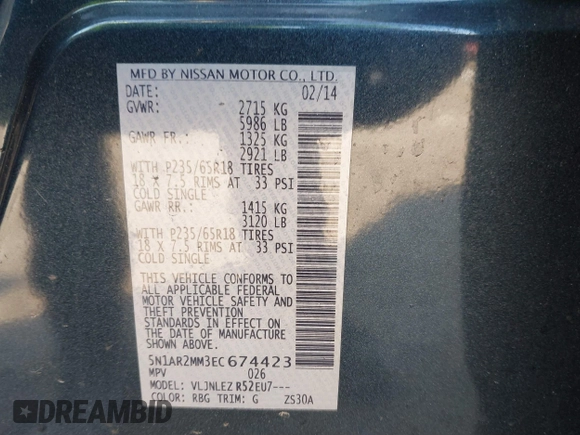 MFD BY NISSAN MOTOR CO., LTD.
DATE: 02/14
GVWR: 2715 KG
5986 LB
GAWR FR.: 1325 KG
2921 LB
WITH P235/65R18 TIRES
18 X 7.5 RIMS AT 33 PSI
COLD SINGLE
GAWR RR.: 1415 KG
3120 LB
WITH P235/65R18 TIRES
18 X 7.5 RIMS AT 33 PSI
COLD SINGLE
THIS VEHICLE CONFORMS TO
ALL APPLICABLE FEDERAL
MOTOR VEHICLE SAFETY AND
THEFT PREVENTION
STANDARDS IN EFFECT ON
THE DATE OF MANUFACTURE
SHOWN ABOVE.
5N1AR2MM3EC674423
MPV 026
MODEL: VLJNLEZ R52EU7---
COLOR: RBG TRIM: G ZS30A
DREAMBID